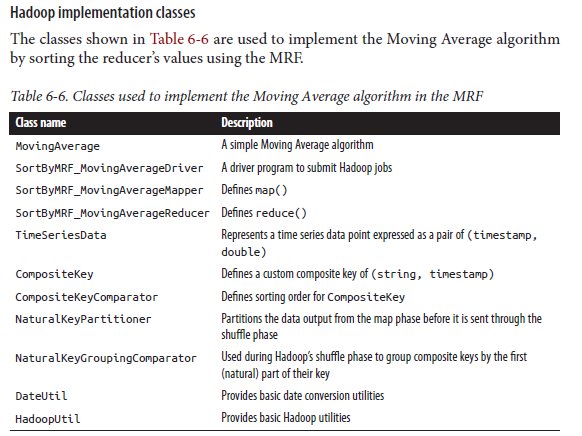 Hadoop implementation classes
The classes shown in Table 6-6 are used to implement the Moving Average algorithm
by sorting the reducer’s values using the MRF.
Table 6-6. Classes used to implement the Moving Average algorithm in the MRF
Class name Description
MovingAverage A simple Moving Average algorithm
SortByMRF_MovingAverageDriver A driver program to submit Hadoop jobs
SortByMRF_MovingAverageMapper Defines map()
SortByMRF_MovingAverageReducer Defines reduce()
TimeSeriesData Represents a time series data point expressed as a pair of (timestamp,
double)
CompositeKey Defines a custom composite key of (string, timestamp)
CompositeKeyComparator Defines sorting order for CompositeKey
NaturalKeyPartitioner Partitions the data output from the map phase before it is sent through the
shuffle phase
NaturalKeyGroupingComparator Used during Hadoop’s shuffle phase to group composite keys by the first
(natural) part of their key
DateUtil Provides basic date conversion utilities
HadoopUtil Provides basic Hadoop utilities